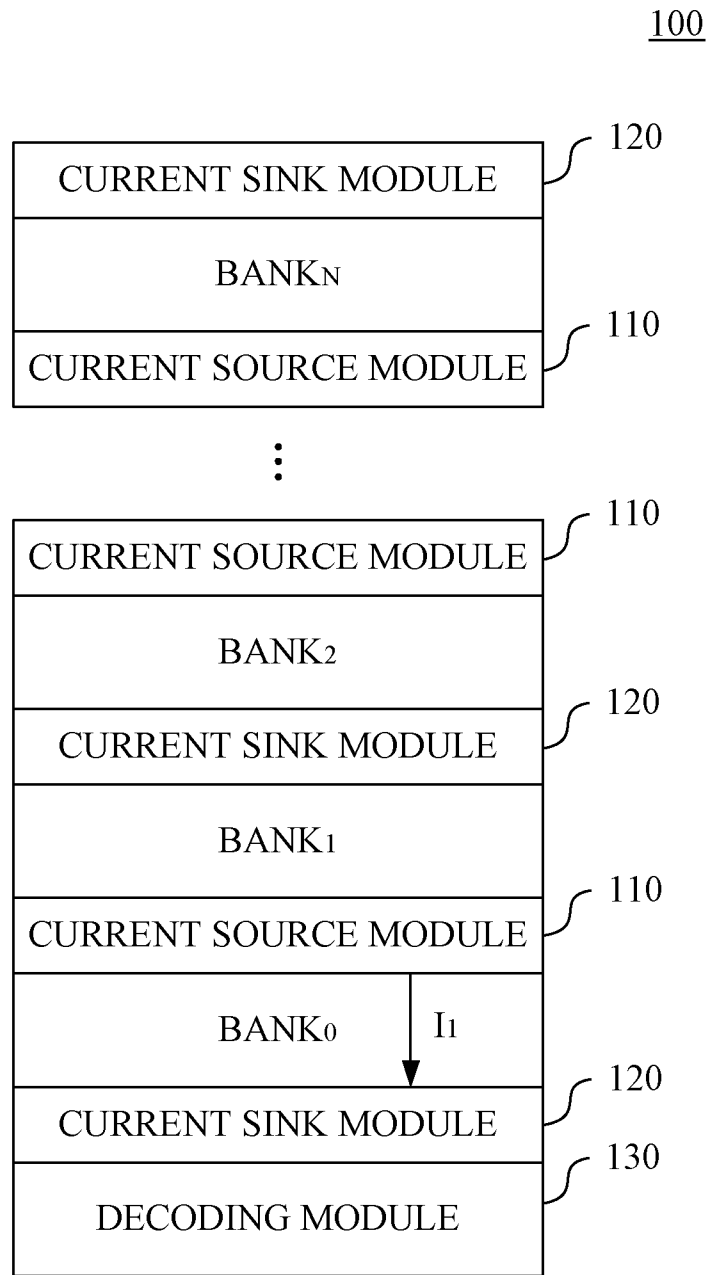 100
CURRENT SINK MODULE
120
BANKN
CURRENT SOURCE MODULE
110
⋮
CURRENT SOURCE MODULE
110
BANK2
CURRENT SINK MODULE
120
BANK1
CURRENT SOURCE MODULE
110
BANK0
I1
CURRENT SINK MODULE
120
DECODING MODULE
130